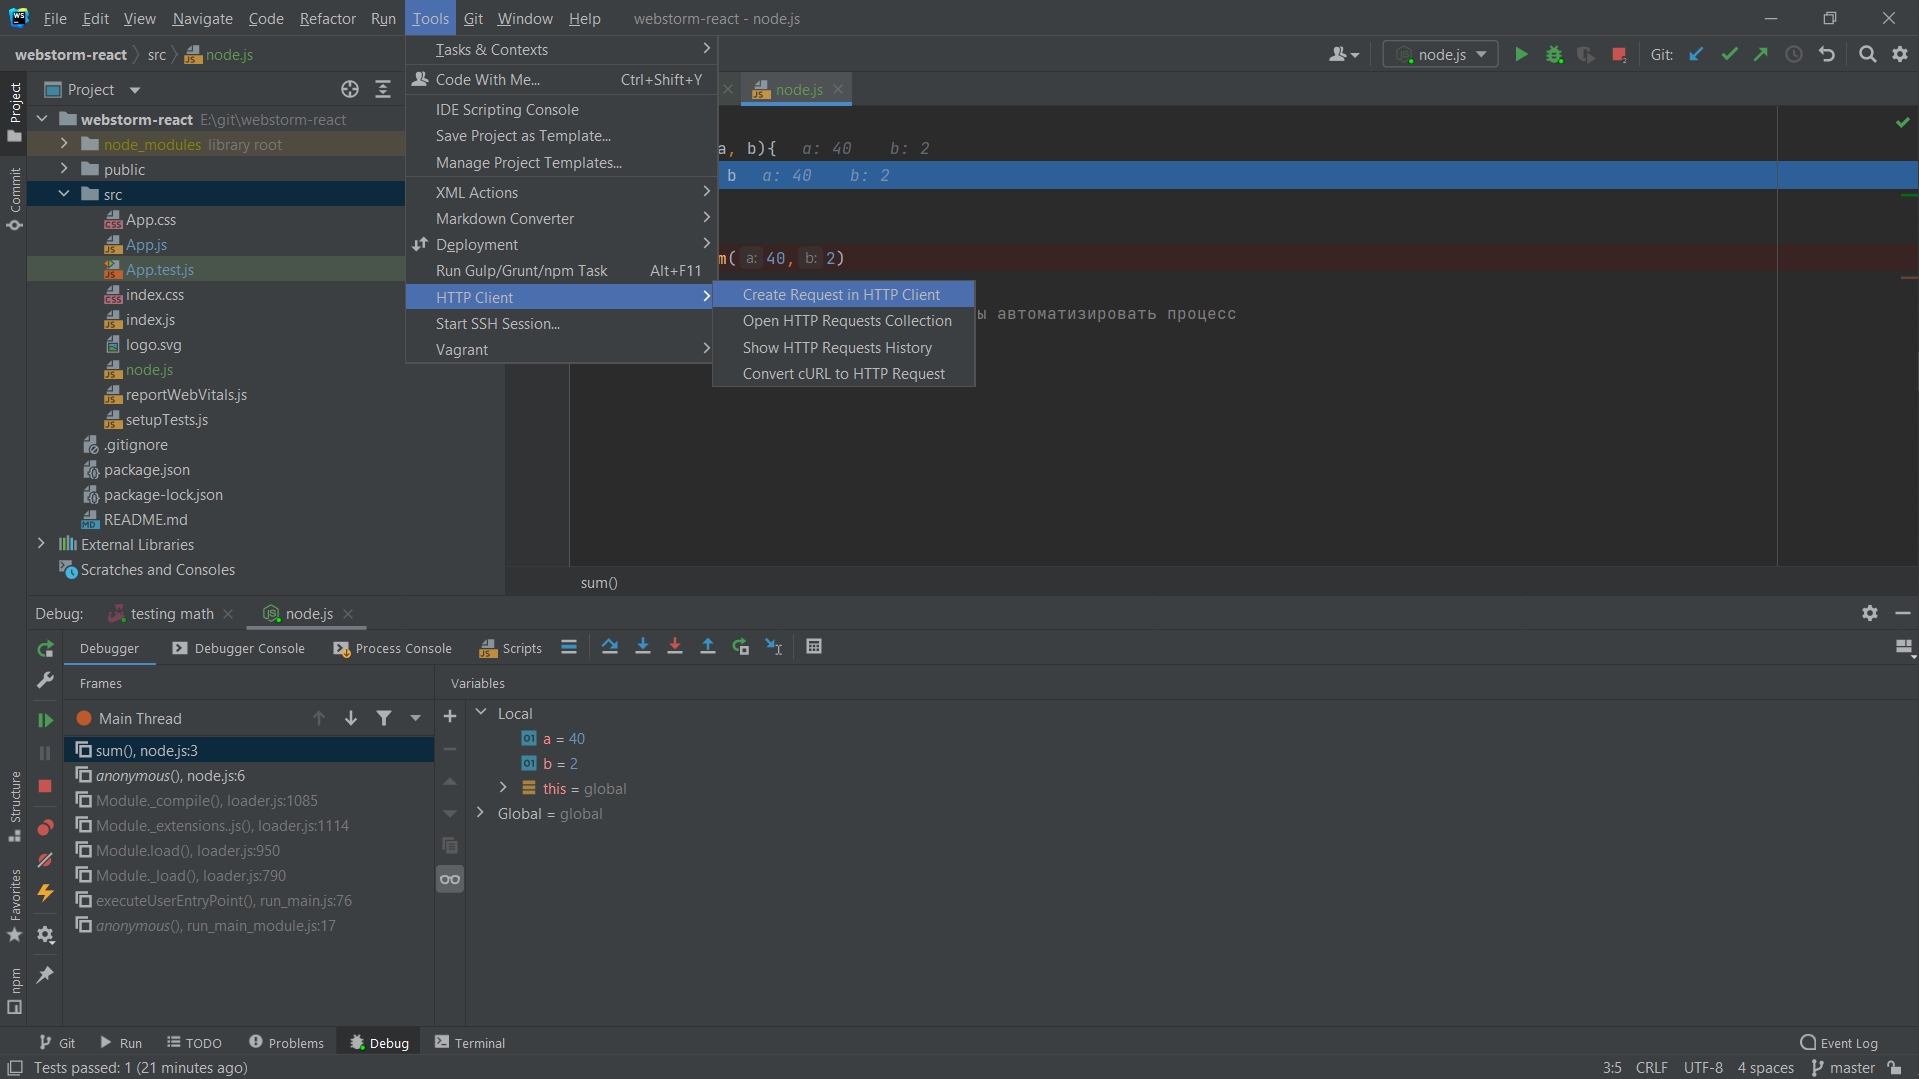 File Edit View Navigate Code Refactor Run Tools Git Window Help webstorm-react - node.js
webstorm-react src node.js
node.js
Git:
Project
webstorm-react E:\git\webstorm-react
node_modules library root
public
src
App.css
App.js
App.test.js
index.css
index.js
logo.svg
node.js
reportWebVitals.js
setupTests.js
.gitignore
package.json
package-lock.json
README.md
External Libraries
Scratches and Consoles
Project
Commit
Structure
Favorites
npm
Tasks & Contexts
Code With Me... Ctrl+Shift+Y
IDE Scripting Console
Save Project as Template...
Manage Project Templates...
XML Actions
Markdown Converter
Deployment
Run Gulp/Grunt/npm Task Alt+F11
HTTP Client
Start SSH Session...
Vagrant
Create Request in HTTP Client
Open HTTP Requests Collection
Show HTTP Requests History
Convert cURL to HTTP Request
node.js
a, b){ a: 40 b: 2
b a: 40 b: 2
m( a: 40, b: 2)
ы автоматизировать процесс
sum()
Debug: testing math node.js
Debugger Debugger Console Process Console Scripts
Frames
Main Thread
sum(), node.js:3
anonymous(), node.js:6
Module._compile(), loader.js:1085
Module._extensions..js(), loader.js:1114
Module.load(), loader.js:950
Module._load(), loader.js:790
executeUserEntryPoint(), run_main.js:76
anonymous(), run_main_module.js:17
Variables
Local
a = 40
b = 2
this = global
Global = global
Git Run TODO Problems Debug Terminal Event Log
Tests passed: 1 (21 minutes ago) 3:5 CRLF UTF-8 4 spaces master